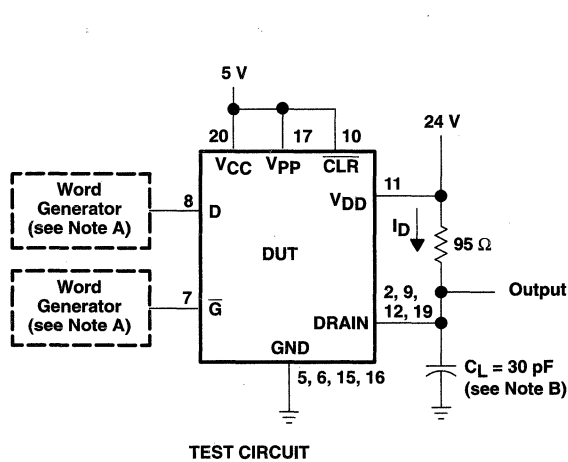 5 V
20
17
10
24 V
VCC
VPP
CLR
11
VDD
Word
Generator
(see Note A)
8
D
ID
95 Ω
DUT
Word
Generator
(see Note A)
7
G
2, 9,
12, 19
Output
DRAIN
GND
5, 6, 15, 16
CL = 30 pF
(see Note B)
TEST CIRCUIT